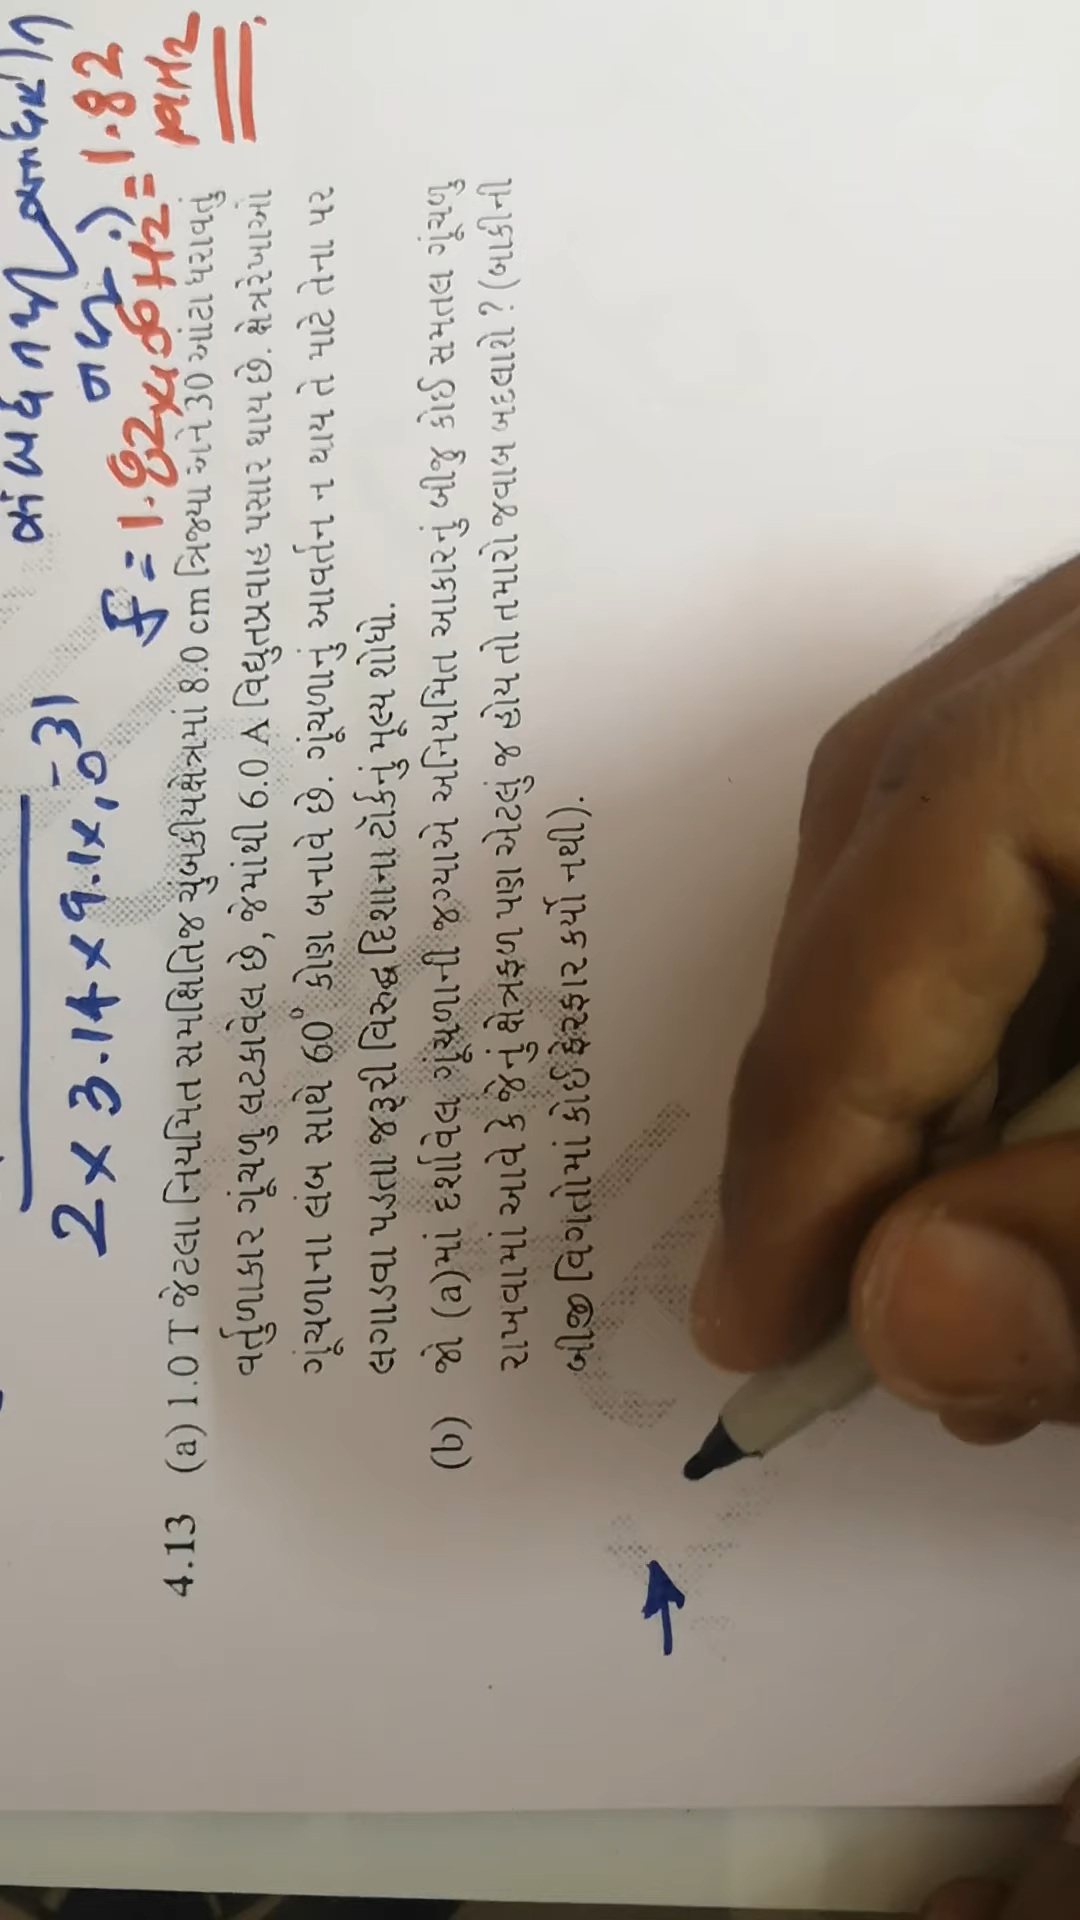 2 x 3.14 x 9.1 x 10⁻³¹
f = 1.82 x 10⁶ Hz = 1.82
MHz
4.13 (a) 1.0 T જેટલા નિયમિત સમક્ષિતિજ ચુંબકીયક્ષેત્રમાં 8.0 cm ત્રિજ્યા અને 30 આંટા ધરાવતું
વર્તુળાકાર ગૂંચળુ લટકાવેલ છે, જેમાંથી 6.0 A વિદ્યુતપ્રવાહ પસાર થાય છે. ક્ષેત્રરેખાઓ
ગૂંચળાના લંબ સાથે 60° કોણ બનાવે છે. ગૂંચળાનું આવર્તન ન થાય તે માટે તેના પર
લગાડવા પડતા જરૂરી વિરુદ્ધ દિશાના ટૉર્કનું મૂલ્ય શોધો.
(b) જો (a)માં દર્શાવેલ ગૂંચળાની જગ્યાએ અનિયમિત આકારનું બીજું કોઈ સમતલ ગૂંચળુ
રાખવામાં આવે કે જેનું ક્ષેત્રફળ પણ એટલું જ હોય તો તમારો જવાબ બદલાશે ? (બાકીની
બીજી વિગતોમાં કોઈ ફેરફાર કર્યો નથી).